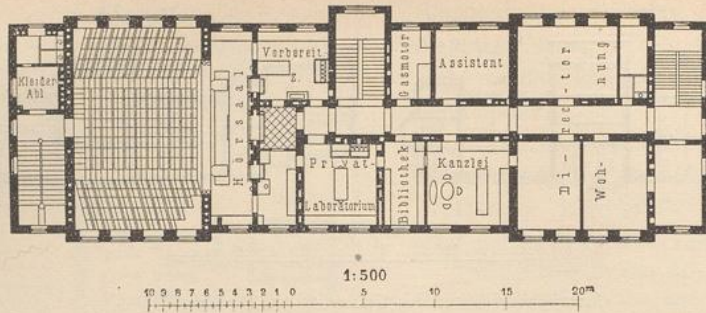 Kleider
Abl.
Hörsaal
Vorbereit.
Z.
Gasmotor
Assistent
Di-rec-tor
Woh-nung
Privat-
Laboratorium
Bibliothek
Kanzlei
1:500
10 9 8 7 6 5 4 3 2 1 0 5 10 15 20m